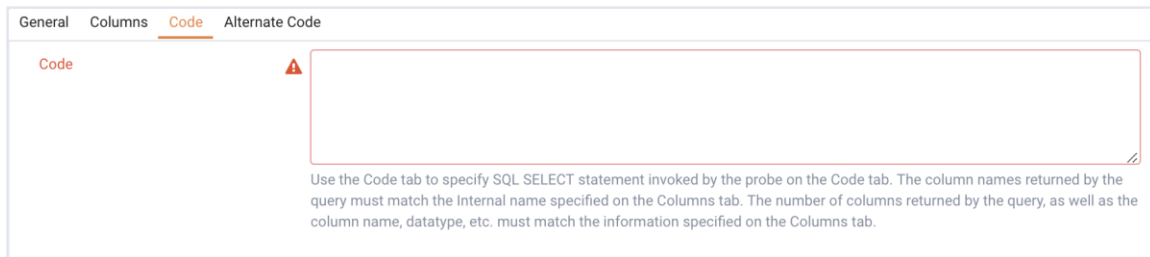 General Columns Code Alternate Code
Code
Use the Code tab to specify SQL SELECT statement invoked by the probe on the Code tab. The column names returned by the
query must match the Internal name specified on the Columns tab. The number of columns returned by the query, as well as the
column name, datatype, etc. must match the information specified on the Columns tab.